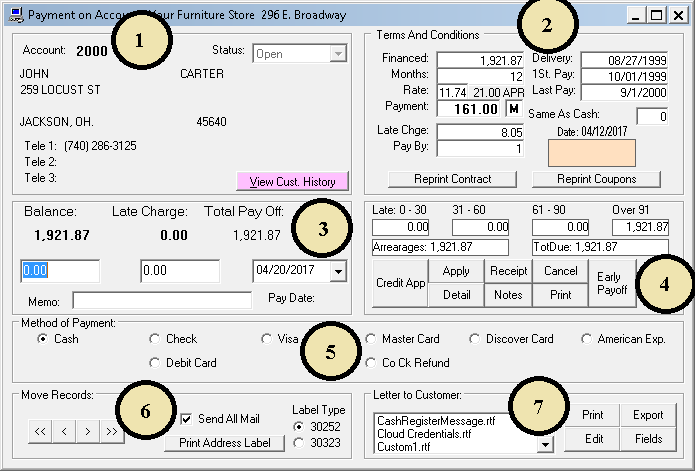 Payment on Accou Your Furniture Store 296 E. Broadway
1
Account: 2000 Status: Open
JOHN CARTER
259 LOCUST ST
JACKSON, OH. 45640
Tele 1: (740) 286-3125
Tele 2:
Tele 3:
View Cust. History
2
Terms And Conditions
Financed: 1,921.87 Delivery: 08/27/1999
Months: 12 1St. Pay: 10/01/1999
Rate: 11.74 21.00 APR Last Pay: 9/1/2000
Payment: 161.00 M Same As Cash: 0
Late Chge: 8.05 Date: 04/12/2017
Pay By: 1
Reprint Contract Reprint Coupons
Balance: Late Charge: Total Pay Off:
1,921.87 0.00 1,921.87
3
0.00 0.00 04/20/2017
Memo: Pay Date:
Late: 0 - 30 31 - 60 61 - 90 Over 91
0.00 0.00 0.00 1,921.87
Arrearages: 1,921.87 TotDue: 1,921.87
Credit App Apply Receipt Cancel Early Payoff
Detail Notes Print
4
Method of Payment:
Cash Check Visa Master Card Discover Card American Exp.
Debit Card Co Ck Refund
5
Move Records:
<< < > >>
6
Send All Mail
Print Address Label
Label Type
30252
30323
Letter to Customer:
7
CashRegisterMessage.rtf
Cloud Credentials.rtf
Custom1.rtf
Print Export
Edit Fields